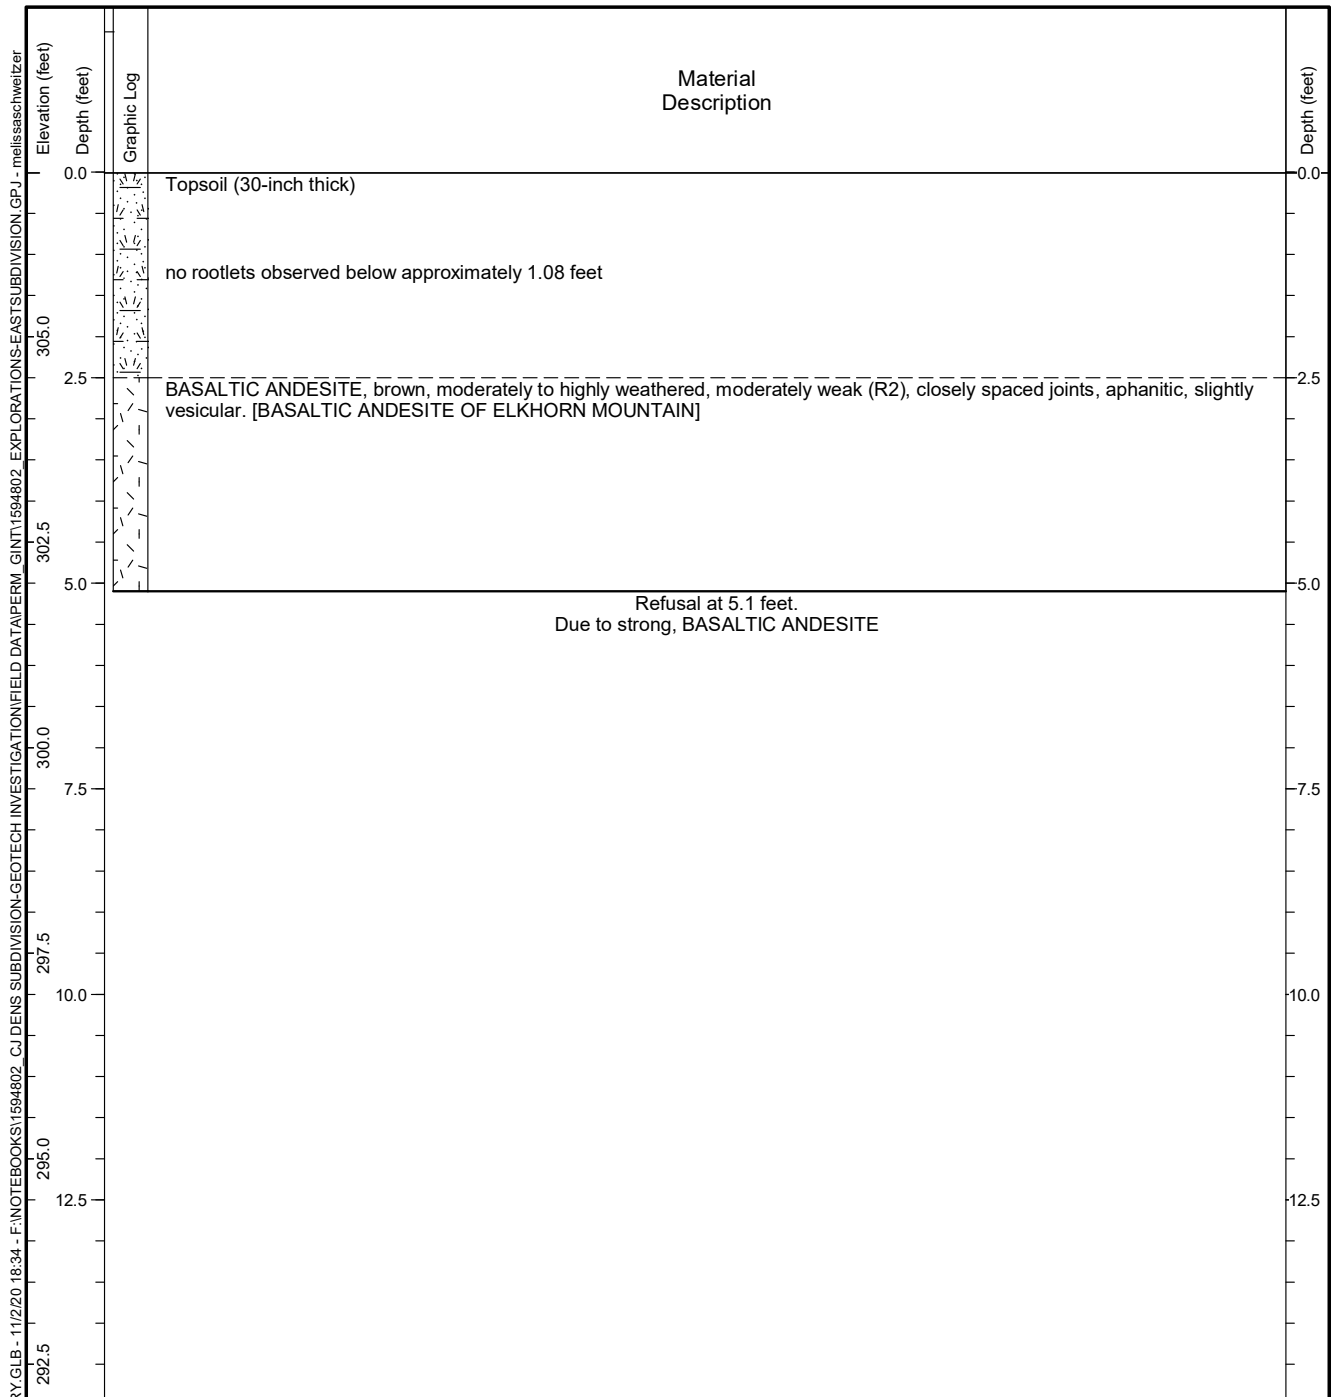 RY.GLB - 11/2/20 18:34 - F:\NOTEBOOKS\1594802_CJ DENS SUBDIVISION-GEOTECH INVESTIGATION\FIELD DATA\PERM_GINT\1594802_EXPLORATIONS-EASTSUBDIVISION.GPJ - melissaschweitzer
Elevation (feet)
Depth (feet)
Graphic Log
Material
Description
Depth (feet)
0.0
Topsoil (30-inch thick)
0.0
no rootlets observed below approximately 1.08 feet
305.0
2.5
BASALTIC ANDESITE, brown, moderately to highly weathered, moderately weak (R2), closely spaced joints, aphanitic, slightly
2.5
vesicular. [BASALTIC ANDESITE OF ELKHORN MOUNTAIN]
302.5
5.0
5.0
Refusal at 5.1 feet.
Due to strong, BASALTIC ANDESITE
300.0
7.5
7.5
297.5
10.0
10.0
295.0
12.5
12.5
292.5